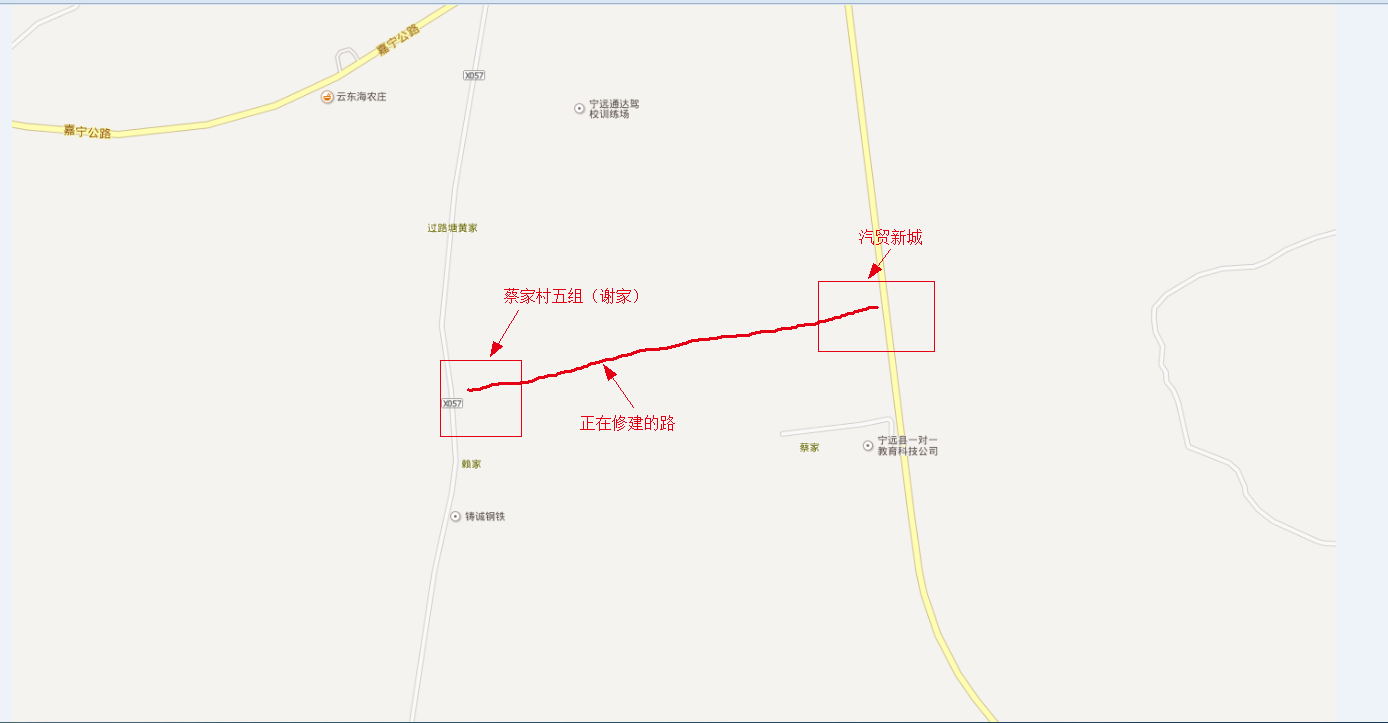 嘉宁公路
X057
云东海农庄
宁远通达驾
校训练场
嘉宁公路
过路塘黄家
汽贸新城
蔡家村五组（谢家）
X057
正在修建的路
蔡家
宁远县一对一
教育科技公司
赖家
铸诚钢铁